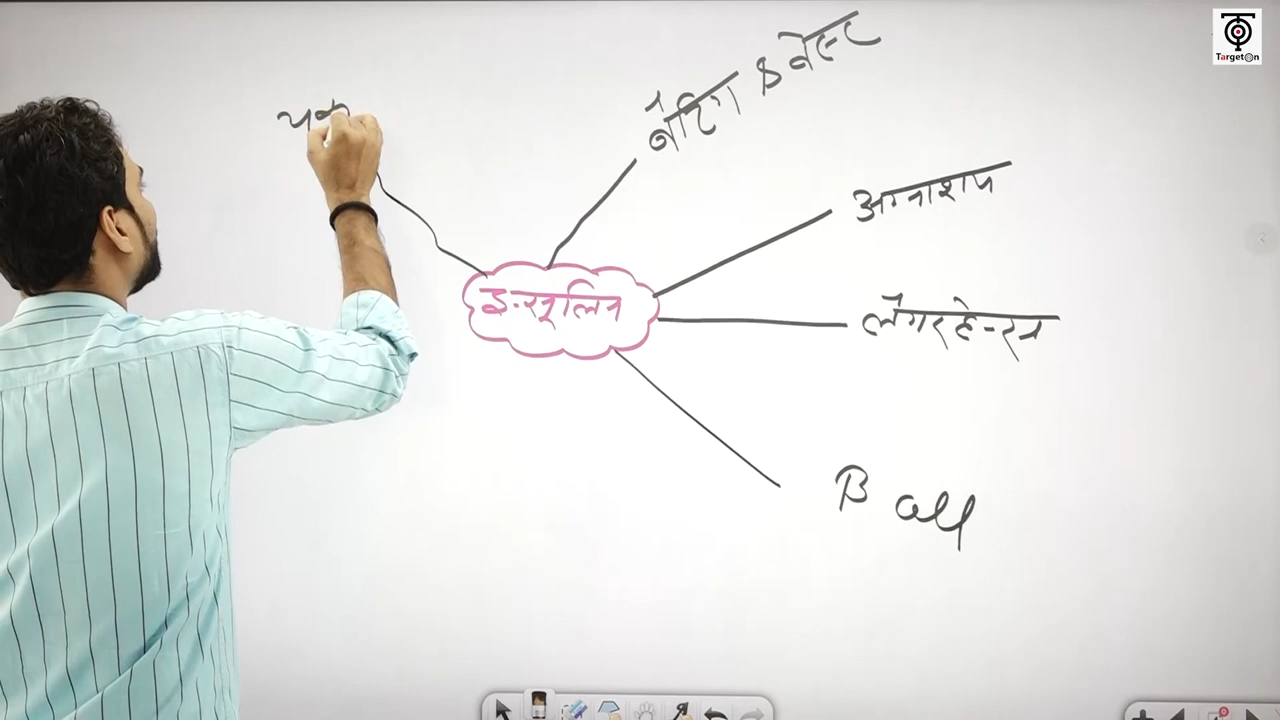 TargetOn
बैंटिंग & बेस्ट
अग्नाशय
इन्सूलिन
लैंगरहेन्स
B cell